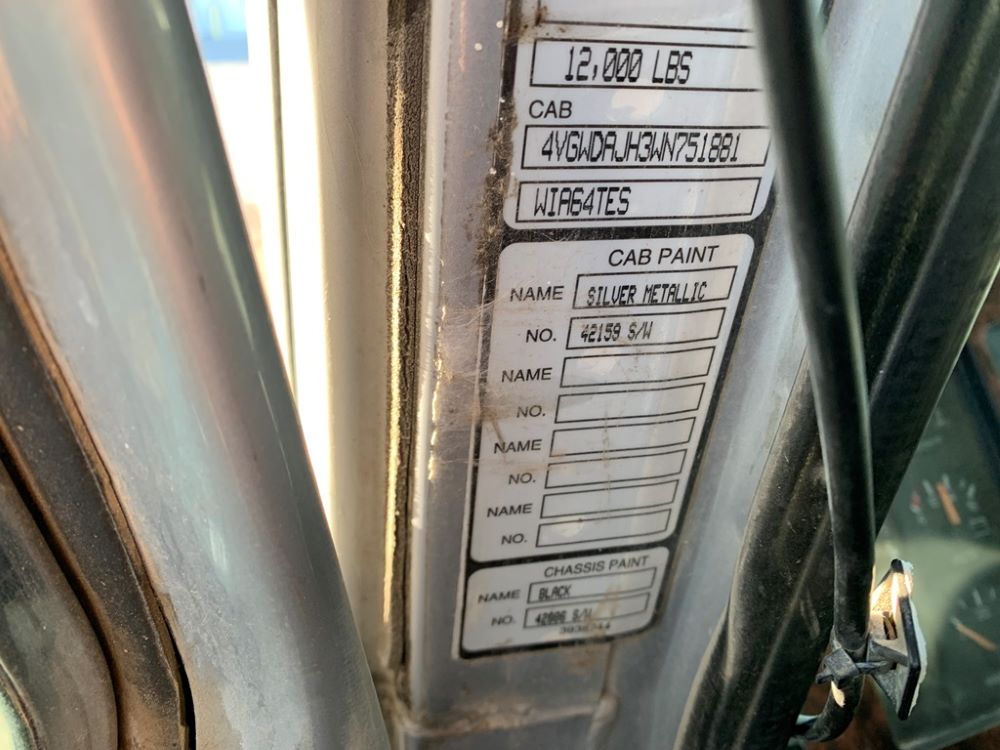 12,000 LBS
CAB
4VGWDAJH3WN751881
WIA64TES
CAB PAINT
NAME SILVER METALLIC
NO. 42159 S/W
NAME
NO.
NAME
NO.
NAME
NO.
CHASSIS PAINT
NAME BLACK
NO. 42006 S/W